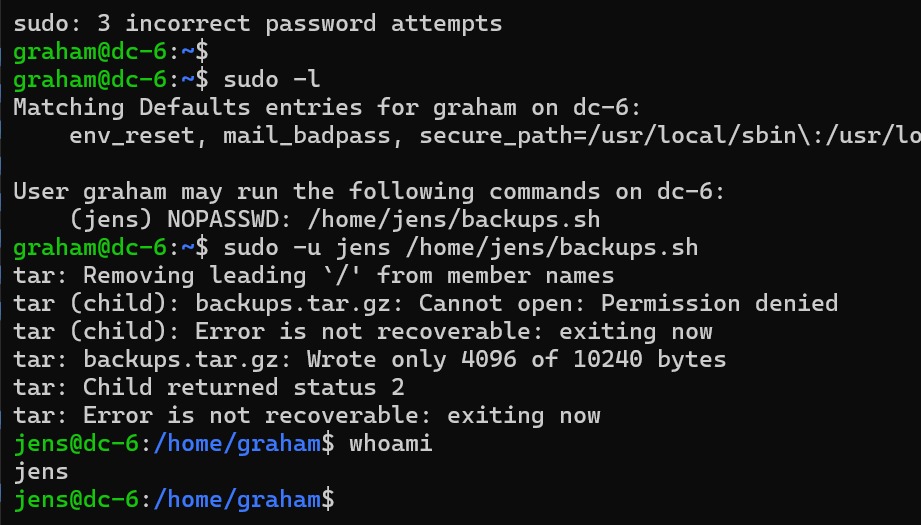 sudo: 3 incorrect password attempts
graham@dc-6:~$
graham@dc-6:~$ sudo -l
Matching Defaults entries for graham on dc-6:
    env_reset, mail_badpass, secure_path=/usr/local/sbin\:/usr/lo

User graham may run the following commands on dc-6:
    (jens) NOPASSWD: /home/jens/backups.sh
graham@dc-6:~$ sudo -u jens /home/jens/backups.sh
tar: Removing leading `/' from member names
tar (child): backups.tar.gz: Cannot open: Permission denied
tar (child): Error is not recoverable: exiting now
tar: backups.tar.gz: Wrote only 4096 of 10240 bytes
tar: Child returned status 2
tar: Error is not recoverable: exiting now
jens@dc-6:/home/graham$ whoami
jens
jens@dc-6:/home/graham$